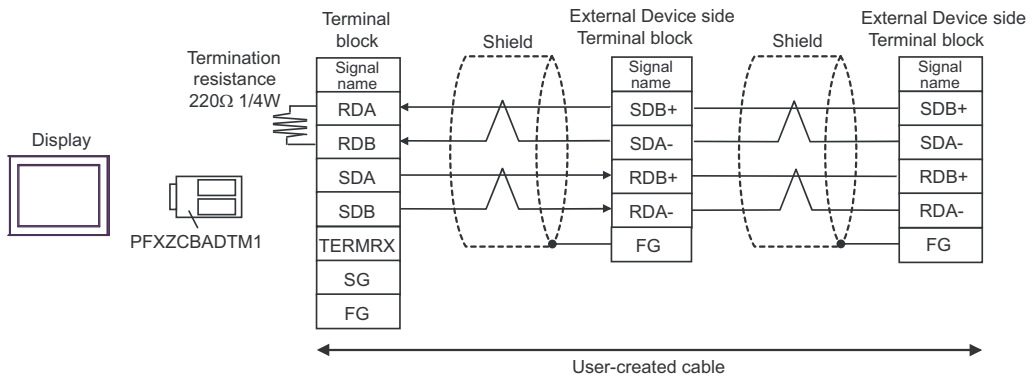 Terminal
block
External Device side
Terminal block
External Device side
Terminal block
Shield
Shield
Termination
resistance
220Ω 1/4W
Display
PFXZCBADTM1
Signal
name
RDA
RDB
SDA
SDB
TERMRX
SG
FG
Signal
name
SDB+
SDA-
RDB+
RDA-
FG
Signal
name
SDB+
SDA-
RDB+
RDA-
FG
User-created cable